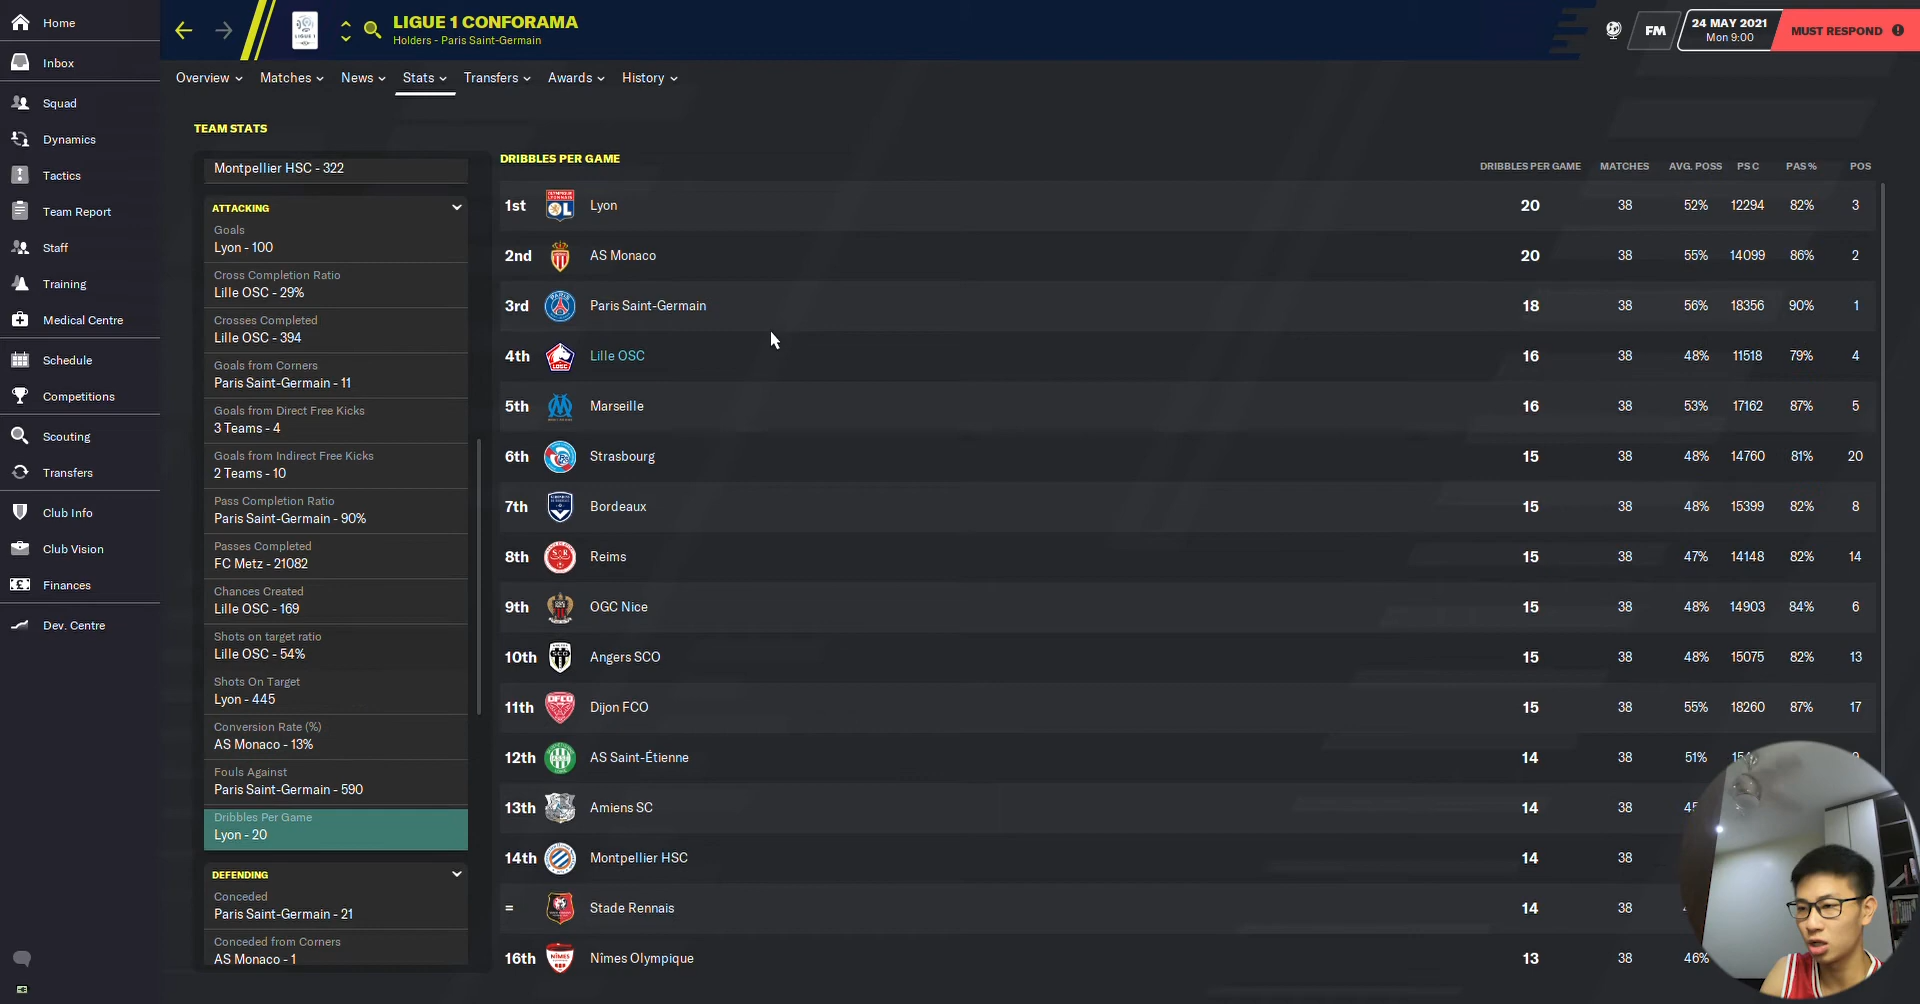 Home
Inbox
Squad
Dynamics
Tactics
Team Report
Staff
Training
Medical Centre
Schedule
Competitions
Scouting
Transfers
Club Info
Club Vision
Finances
Dev. Centre
LIGUE 1 CONFORAMA
Holders - Paris Saint-Germain
FM
24 MAY 2021
Mon 9:00
MUST RESPOND
Overview Matches News Stats Transfers Awards History
TEAM STATS
Montpellier HSC - 322
ATTACKING
Goals
Lyon - 100
Cross Completion Ratio
Lille OSC - 29%
Crosses Completed
Lille OSC - 394
Goals from Corners
Paris Saint-Germain - 11
Goals from Direct Free Kicks
3 Teams - 4
Goals from Indirect Free Kicks
2 Teams - 10
Pass Completion Ratio
Paris Saint-Germain - 90%
Passes Completed
FC Metz - 21082
Chances Created
Lille OSC - 169
Shots on target ratio
Lille OSC - 54%
Shots On Target
Lyon - 445
Conversion Rate (%)
AS Monaco - 13%
Fouls Against
Paris Saint-Germain - 590
Dribbles Per Game
Lyon - 20
DEFENDING
Conceded
Paris Saint-Germain - 21
Conceded from Corners
AS Monaco - 1
DRIBBLES PER GAME
DRIBBLES PER GAME MATCHES AVG. POSS PS C PAS % POS
1st Lyon 20 38 52% 12294 82% 3
2nd AS Monaco 20 38 55% 14099 86% 2
3rd Paris Saint-Germain 18 38 56% 18356 90% 1
4th Lille OSC 16 38 48% 11518 79% 4
5th Marseille 16 38 53% 17162 87% 5
6th Strasbourg 15 38 48% 14760 81% 20
7th Bordeaux 15 38 48% 15399 82% 8
8th Reims 15 38 47% 14148 82% 14
9th OGC Nice 15 38 48% 14903 84% 6
10th Angers SCO 15 38 48% 15075 82% 13
11th Dijon FCO 15 38 55% 18260 87% 17
12th AS Saint-Étienne 14 38 51%
13th Amiens SC 14 38
14th Montpellier HSC 14 38
= Stade Rennais 14 38
16th Nîmes Olympique 13 38 46%